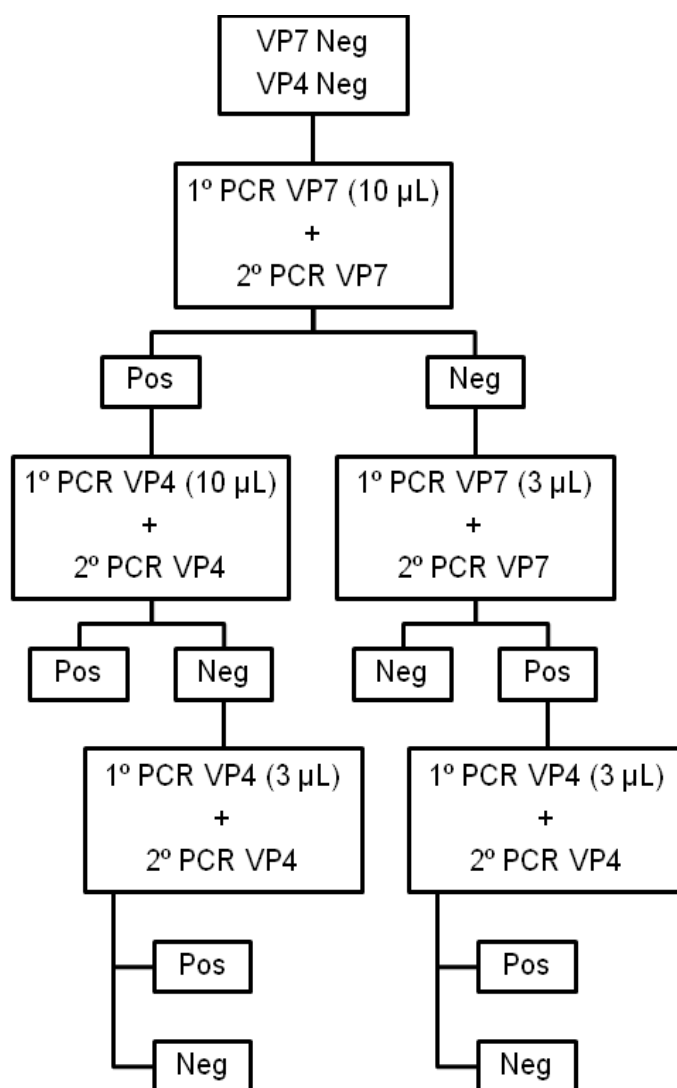 VP7 Neg
VP4 Neg
1º PCR VP7 (10 µL)
+
2º PCR VP7
Pos
Neg
1º PCR VP4 (10 µL)
+
2º PCR VP4
1º PCR VP7 (3 µL)
+
2º PCR VP7
Pos
Neg
Neg
Pos
1º PCR VP4 (3 µL)
+
2º PCR VP4
1º PCR VP4 (3 µL)
+
2º PCR VP4
Pos
Neg
Pos
Neg